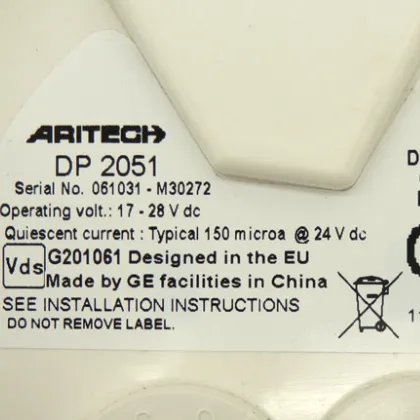 ARITECH
DP 2051
Serial No. 061031 - M30272
Operating volt.: 17 - 28 V dc
Quiescent current : Typical 150 microa @ 24 V dc
Vds G201061 Designed in the EU
Made by GE facilities in China
SEE INSTALLATION INSTRUCTIONS
DO NOT REMOVE LABEL.